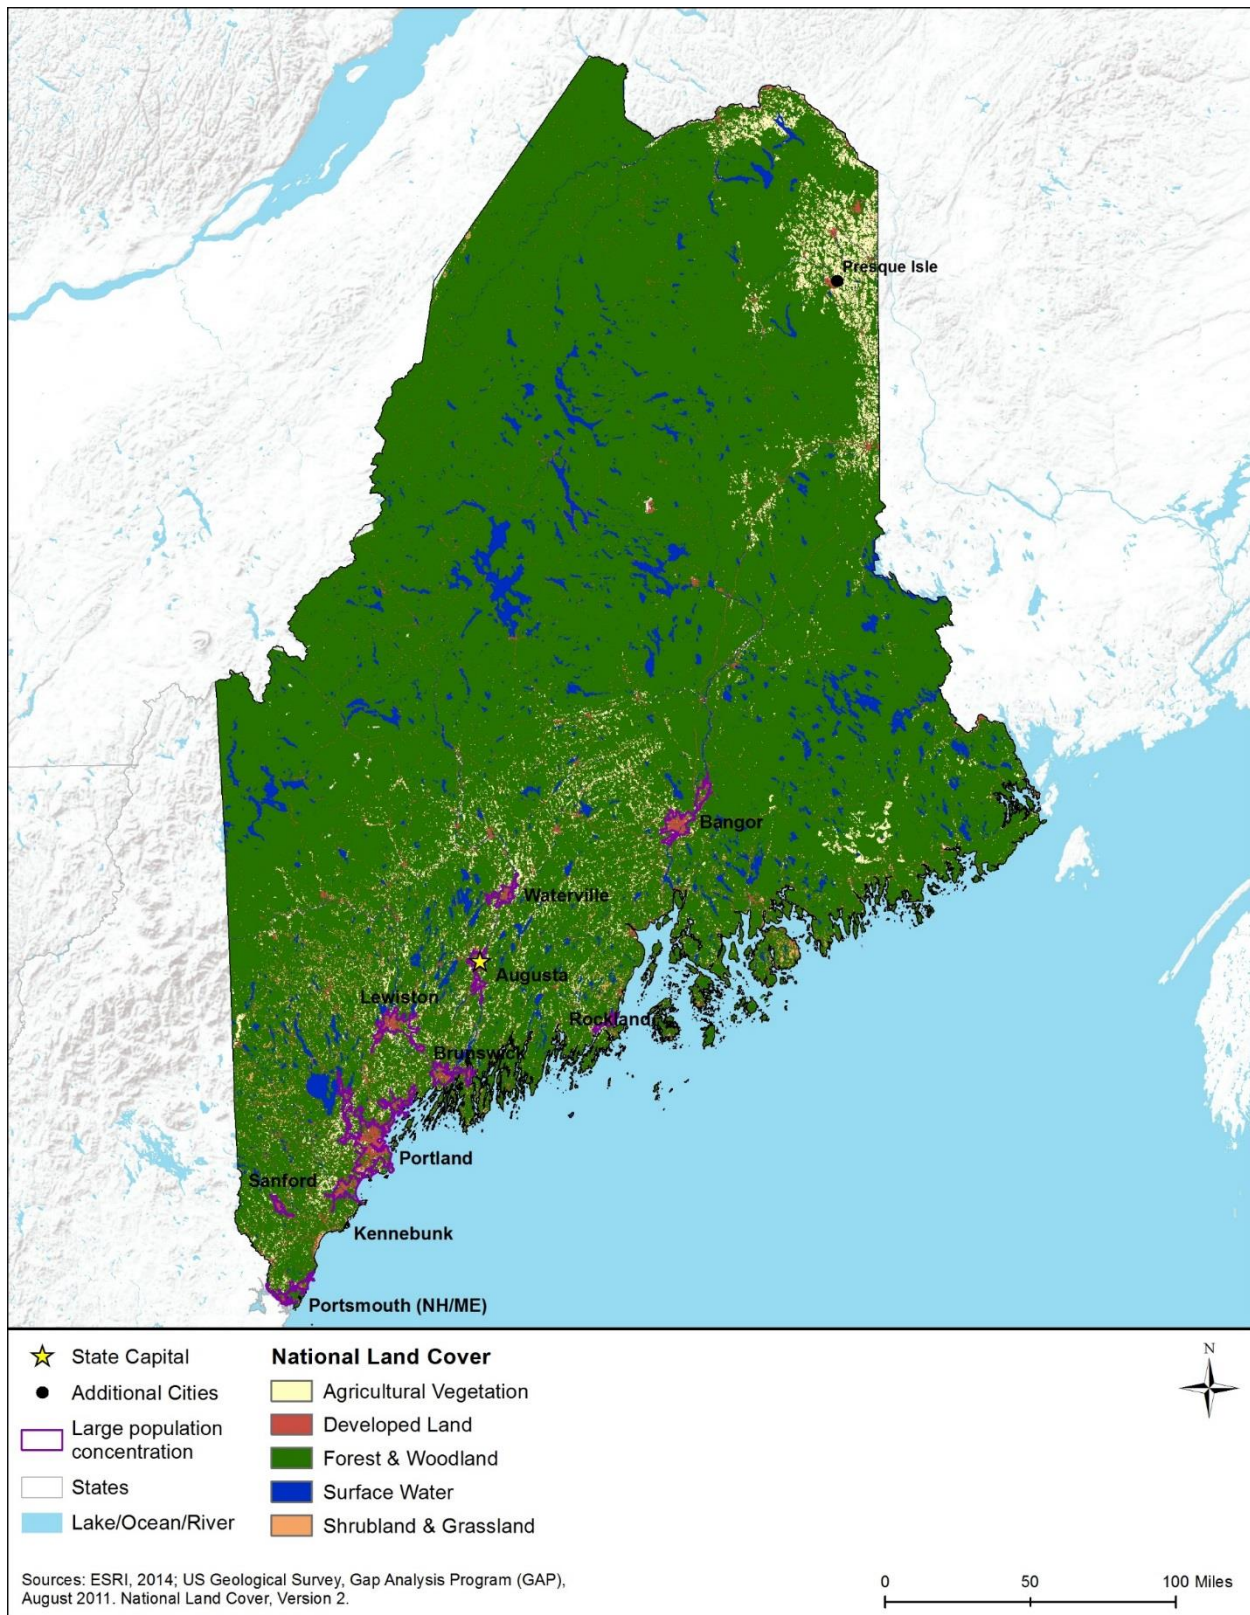 Presque Isle
Bangor
Waterville
Augusta
Lewiston
Rockland
Brunswick
Portland
Sanford
Kennebunk
Portsmouth (NH/ME)
State Capital
Additional Cities
Large population
concentration
States
Lake/Ocean/River
National Land Cover
Agricultural Vegetation
Developed Land
Forest & Woodland
Surface Water
Shrubland & Grassland
N
Sources: ESRI, 2014; US Geological Survey, Gap Analysis Program (GAP),
August 2011. National Land Cover, Version 2.
0 50 100 Miles